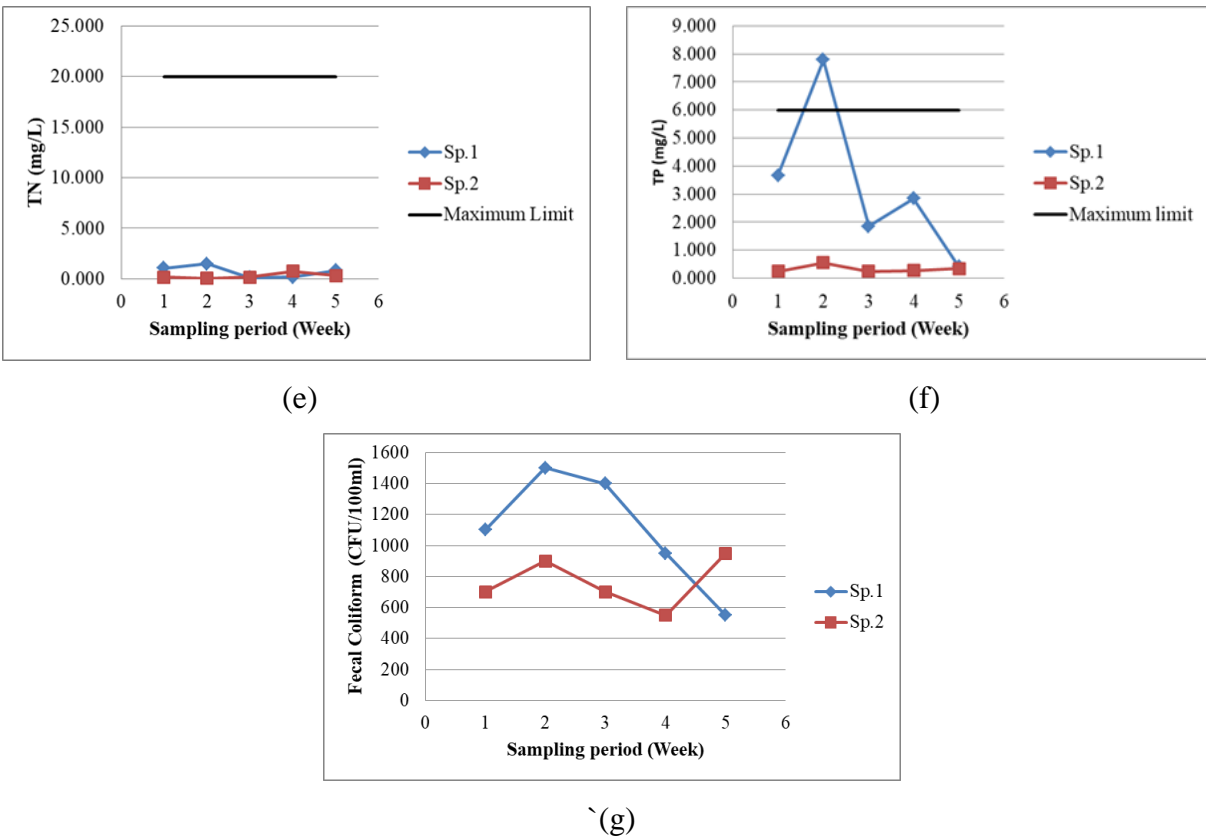 25.000
20.000
15.000
10.000
5.000
0.000
TN (mg/L)
0 1 2 3 4 5 6
Sampling period (Week)
Sp.1
Sp.2
Maximum Limit
(e)
9.000
8.000
7.000
6.000
5.000
4.000
3.000
2.000
1.000
0.000
TP (mg/L)
0 1 2 3 4 5 6
Sampling period (Week)
Sp.1
Sp.2
Maximum limit
(f)
1600
1400
1200
1000
800
600
400
200
0
Fecal Coliform (CFU/100ml)
0 1 2 3 4 5 6
Sampling period (Week)
Sp.1
Sp.2
`(g)